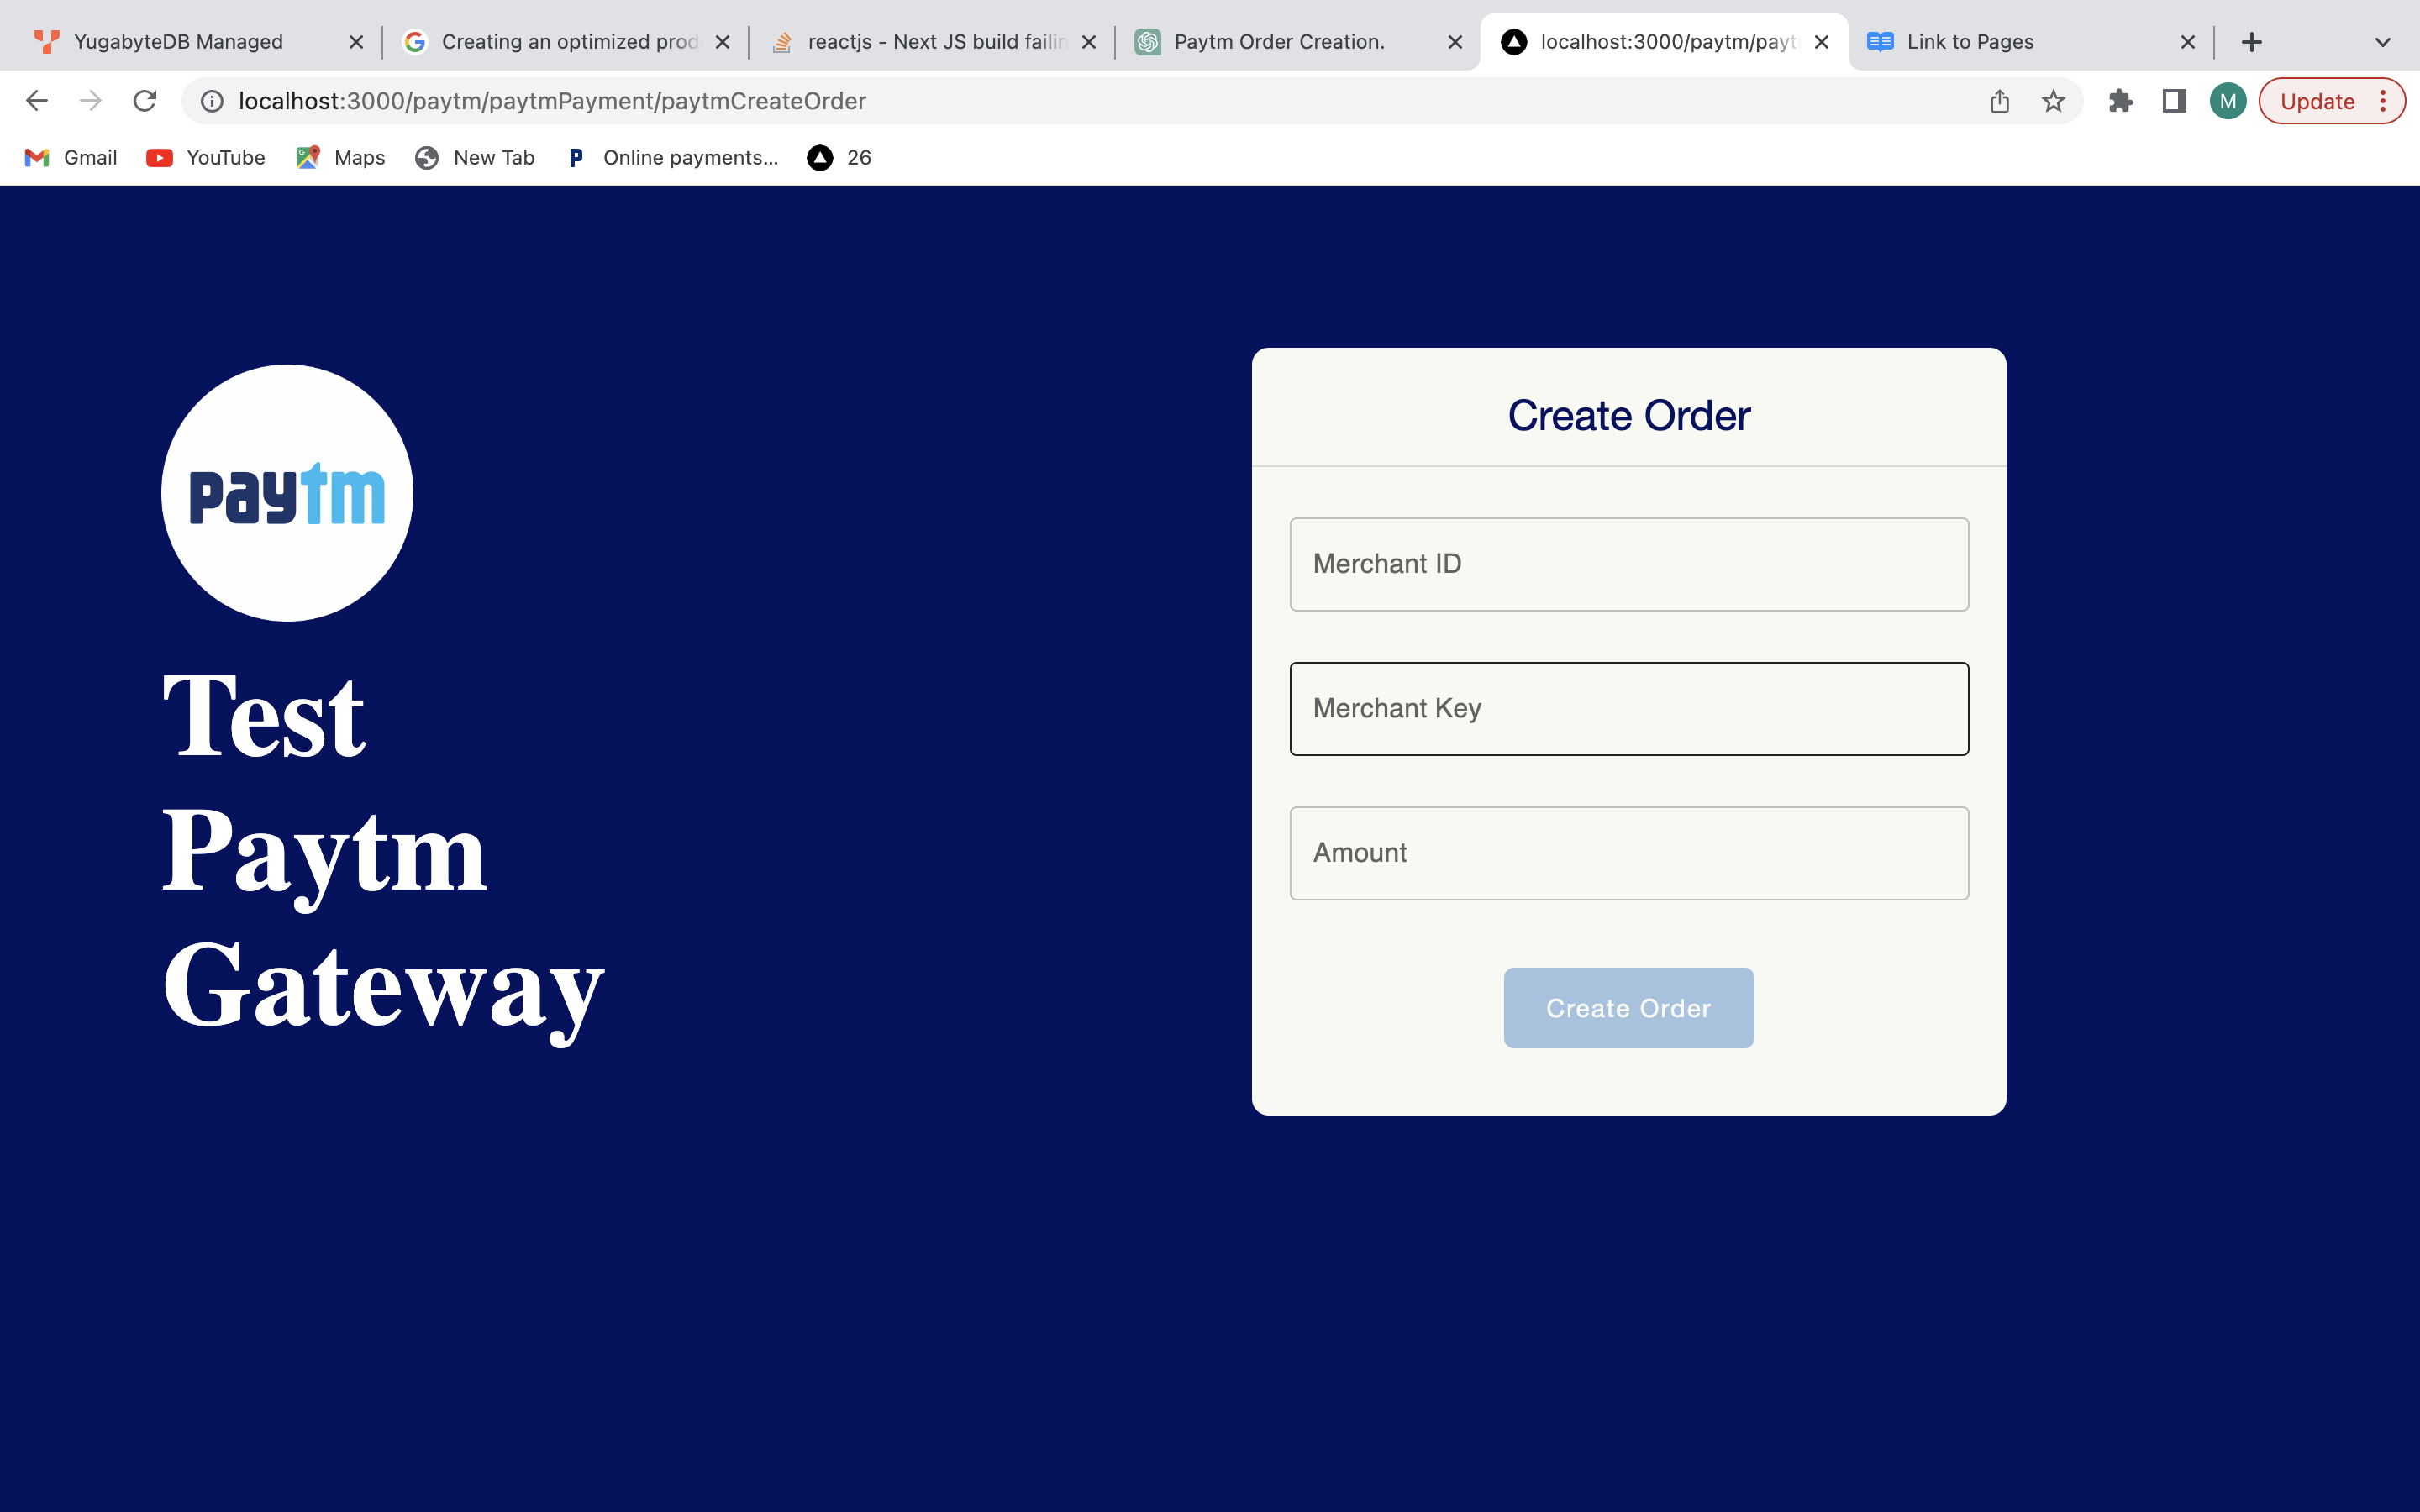 YugabyteDB Managed
Creating an optimized prod
reactjs - Next JS build failin
Paytm Order Creation.
localhost:3000/paytm/payt
Link to Pages
localhost:3000/paytm/paytmPayment/paytmCreateOrder
M
Update
Gmail
YouTube
Maps
New Tab
P
Online payments...
26
paytm
Test
Paytm
Gateway
Create Order
Merchant ID
Merchant Key
Amount
Create Order